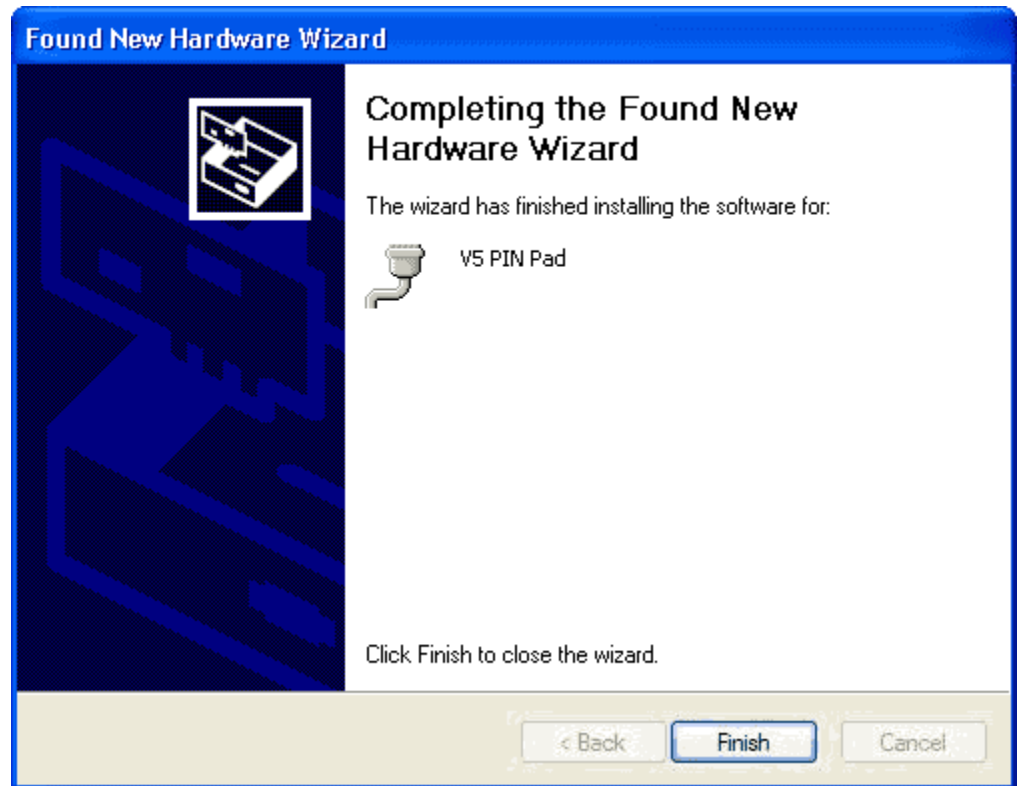 Found New Hardware Wizard
Completing the Found New
Hardware Wizard
The wizard has finished installing the software for:
V5 PIN Pad
Click Finish to close the wizard.
< Back
Finish
Cancel